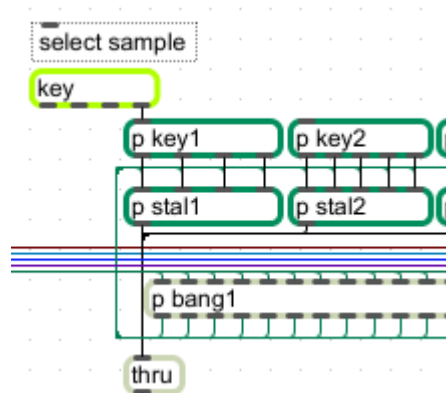 select sample
key
p key1
p key2
p stal1
p stal2
p bang1
thru